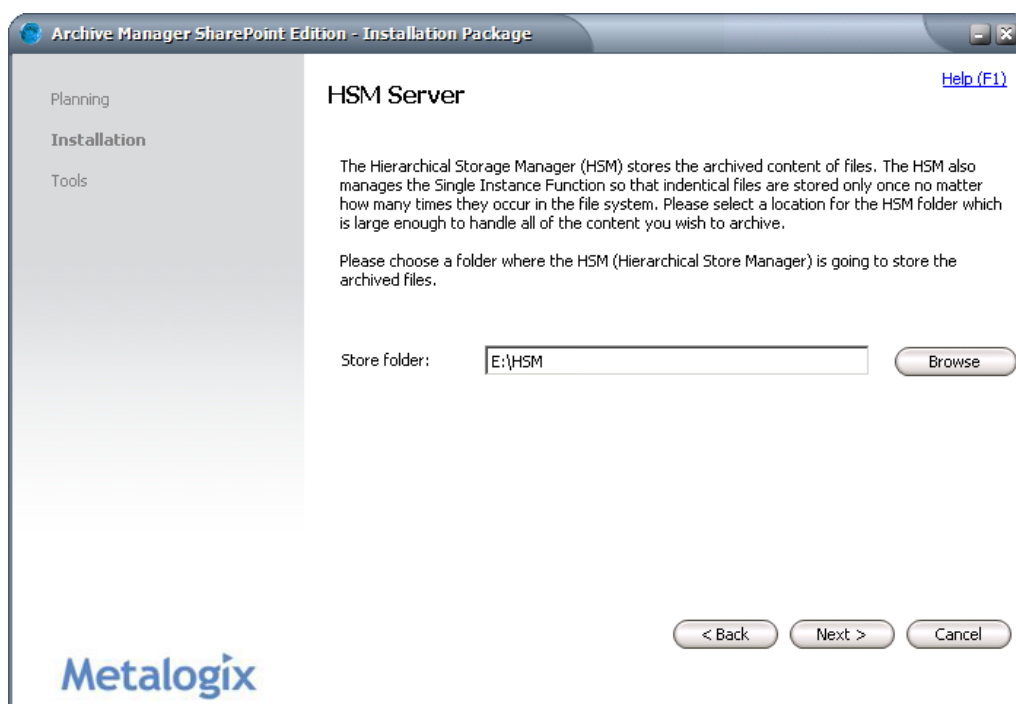 Archive Manager SharePoint Edition - Installation Package
Help (F1)
Planning
Installation
Tools
HSM Server
The Hierarchical Storage Manager (HSM) stores the archived content of files. The HSM also
manages the Single Instance Function so that indentical files are stored only once no matter
how many times they occur in the file system. Please select a location for the HSM folder which
is large enough to handle all of the content you wish to archive.
Please choose a folder where the HSM (Hierarchical Store Manager) is going to store the
archived files.
Store folder: E:\HSM Browse
< Back Next > Cancel
Metalogix